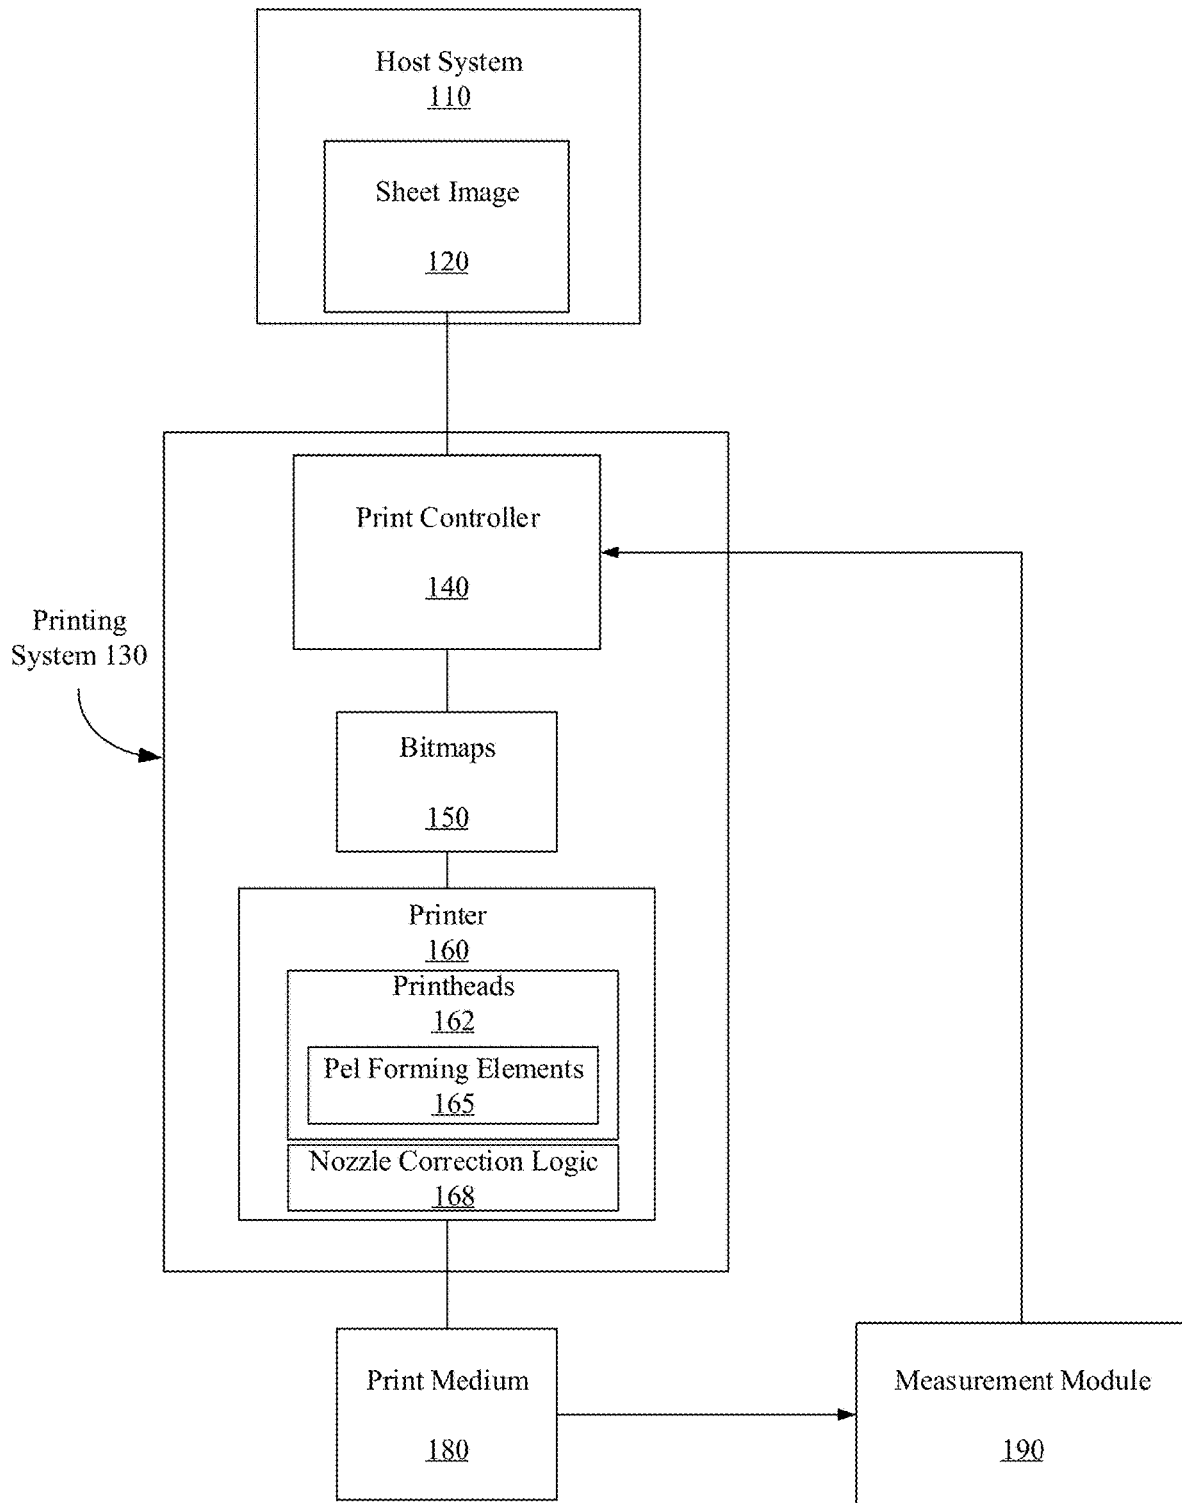 Host System
110
Sheet Image
120
Print Controller
140
Printing
System 130
Bitmaps
150
Printer
160
Printheads
162
Pel Forming Elements
165
Nozzle Correction Logic
168
Print Medium
180
Measurement Module
190